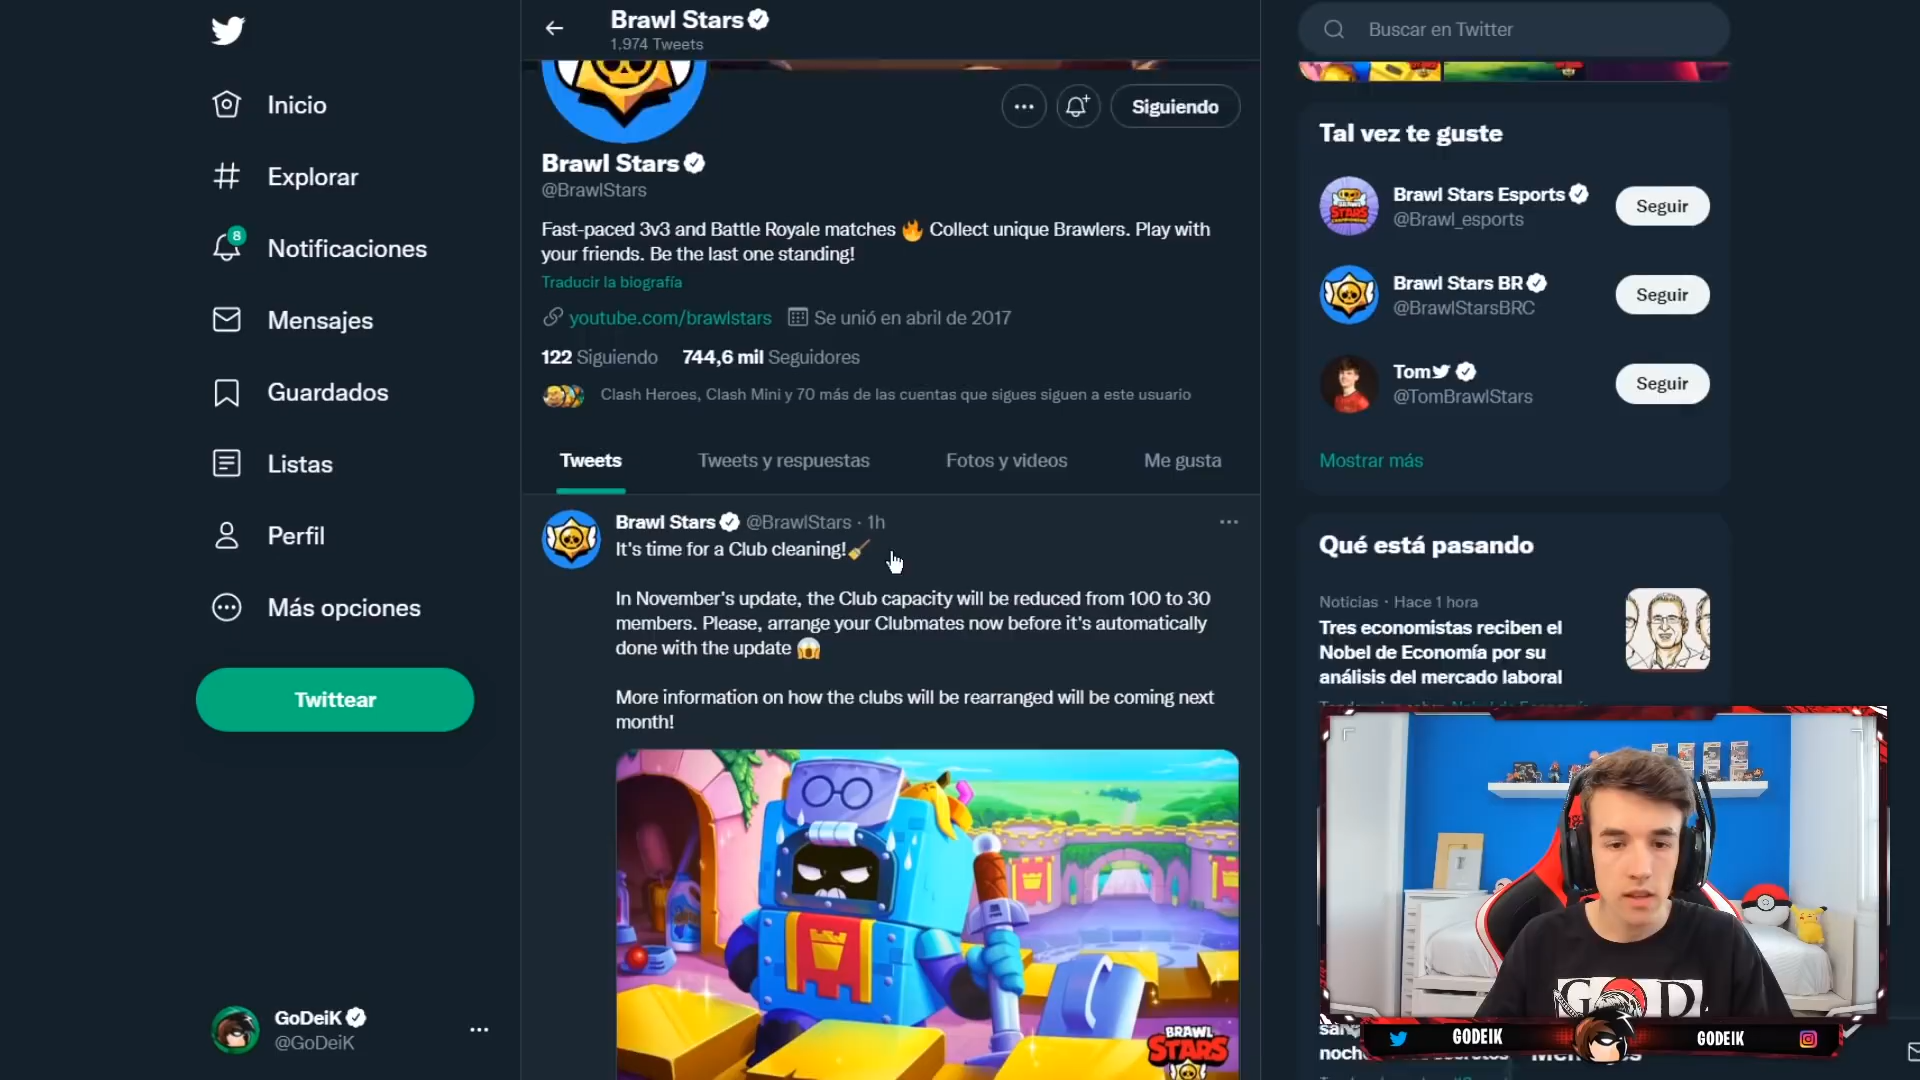 Brawl Stars
1.974 Tweets
Buscar en Twitter
Inicio
Explorar
8
Notificaciones
Mensajes
Guardados
Listas
Perfil
Más opciones
Twittear
GoDeiK
@GoDeiK
Siguiendo
Brawl Stars
@BrawlStars
Fast-paced 3v3 and Battle Royale matches 🔥 Collect unique Brawlers. Play with
your friends. Be the last one standing!
Traducir la biografía
youtube.com/brawlstars Se unió en abril de 2017
122 Siguiendo 744,6 mil Seguidores
Clash Heroes, Clash Mini y 70 más de las cuentas que sigues siguen a este usuario
Tweets Tweets y respuestas Fotos y videos Me gusta
Brawl Stars @BrawlStars · 1h
It's time for a Club cleaning!🧹
In November's update, the Club capacity will be reduced from 100 to 30
members. Please, arrange your Clubmates now before it's automatically
done with the update 😱
More information on how the clubs will be rearranged will be coming next
month!
BRAWL
STARS
Tal vez te guste
Brawl Stars Esports
@Brawl_esports
Seguir
Brawl Stars BR
@BrawlStarsBRC
Seguir
Tom
@TomBrawlStars
Seguir
Mostrar más
Qué está pasando
Noticias · Hace 1 hora
Tres economistas reciben el
Nobel de Economía por su
análisis del mercado laboral
GODEIK
GODEIK